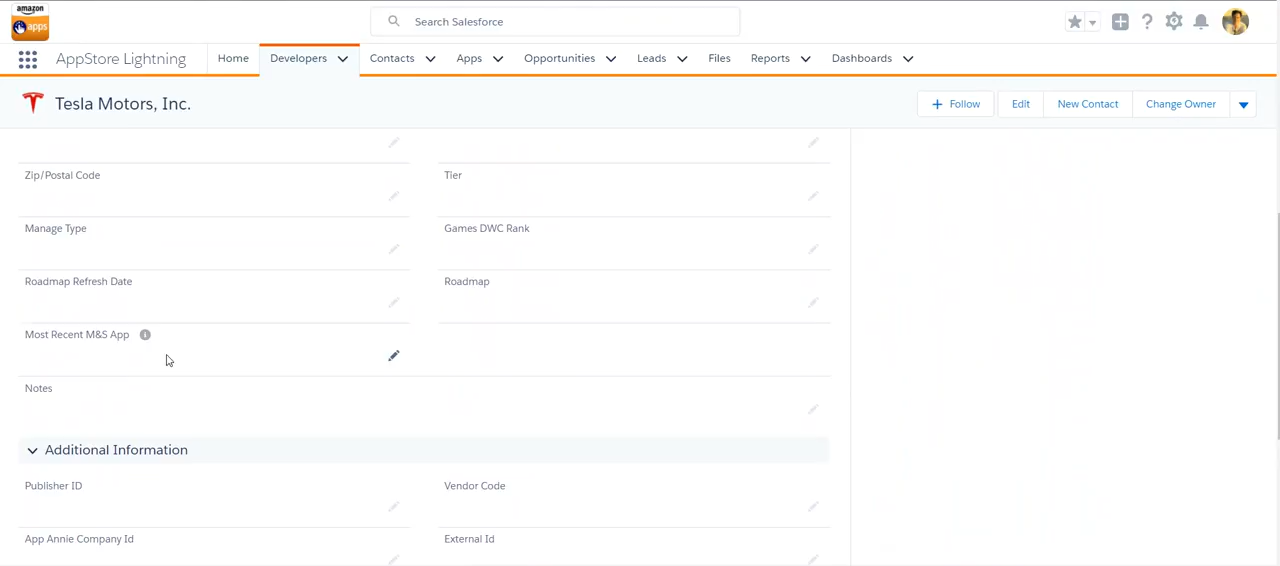 amazon
apps
Search Salesforce
AppStore Lightning Home Developers Contacts Apps Opportunities Leads Files Reports Dashboards
Tesla Motors, Inc. Follow Edit New Contact Change Owner
Zip/Postal Code Tier
Manage Type Games DWC Rank
Roadmap Refresh Date Roadmap
Most Recent M&S App
Notes
Additional Information
Publisher ID Vendor Code
App Annie Company Id External Id